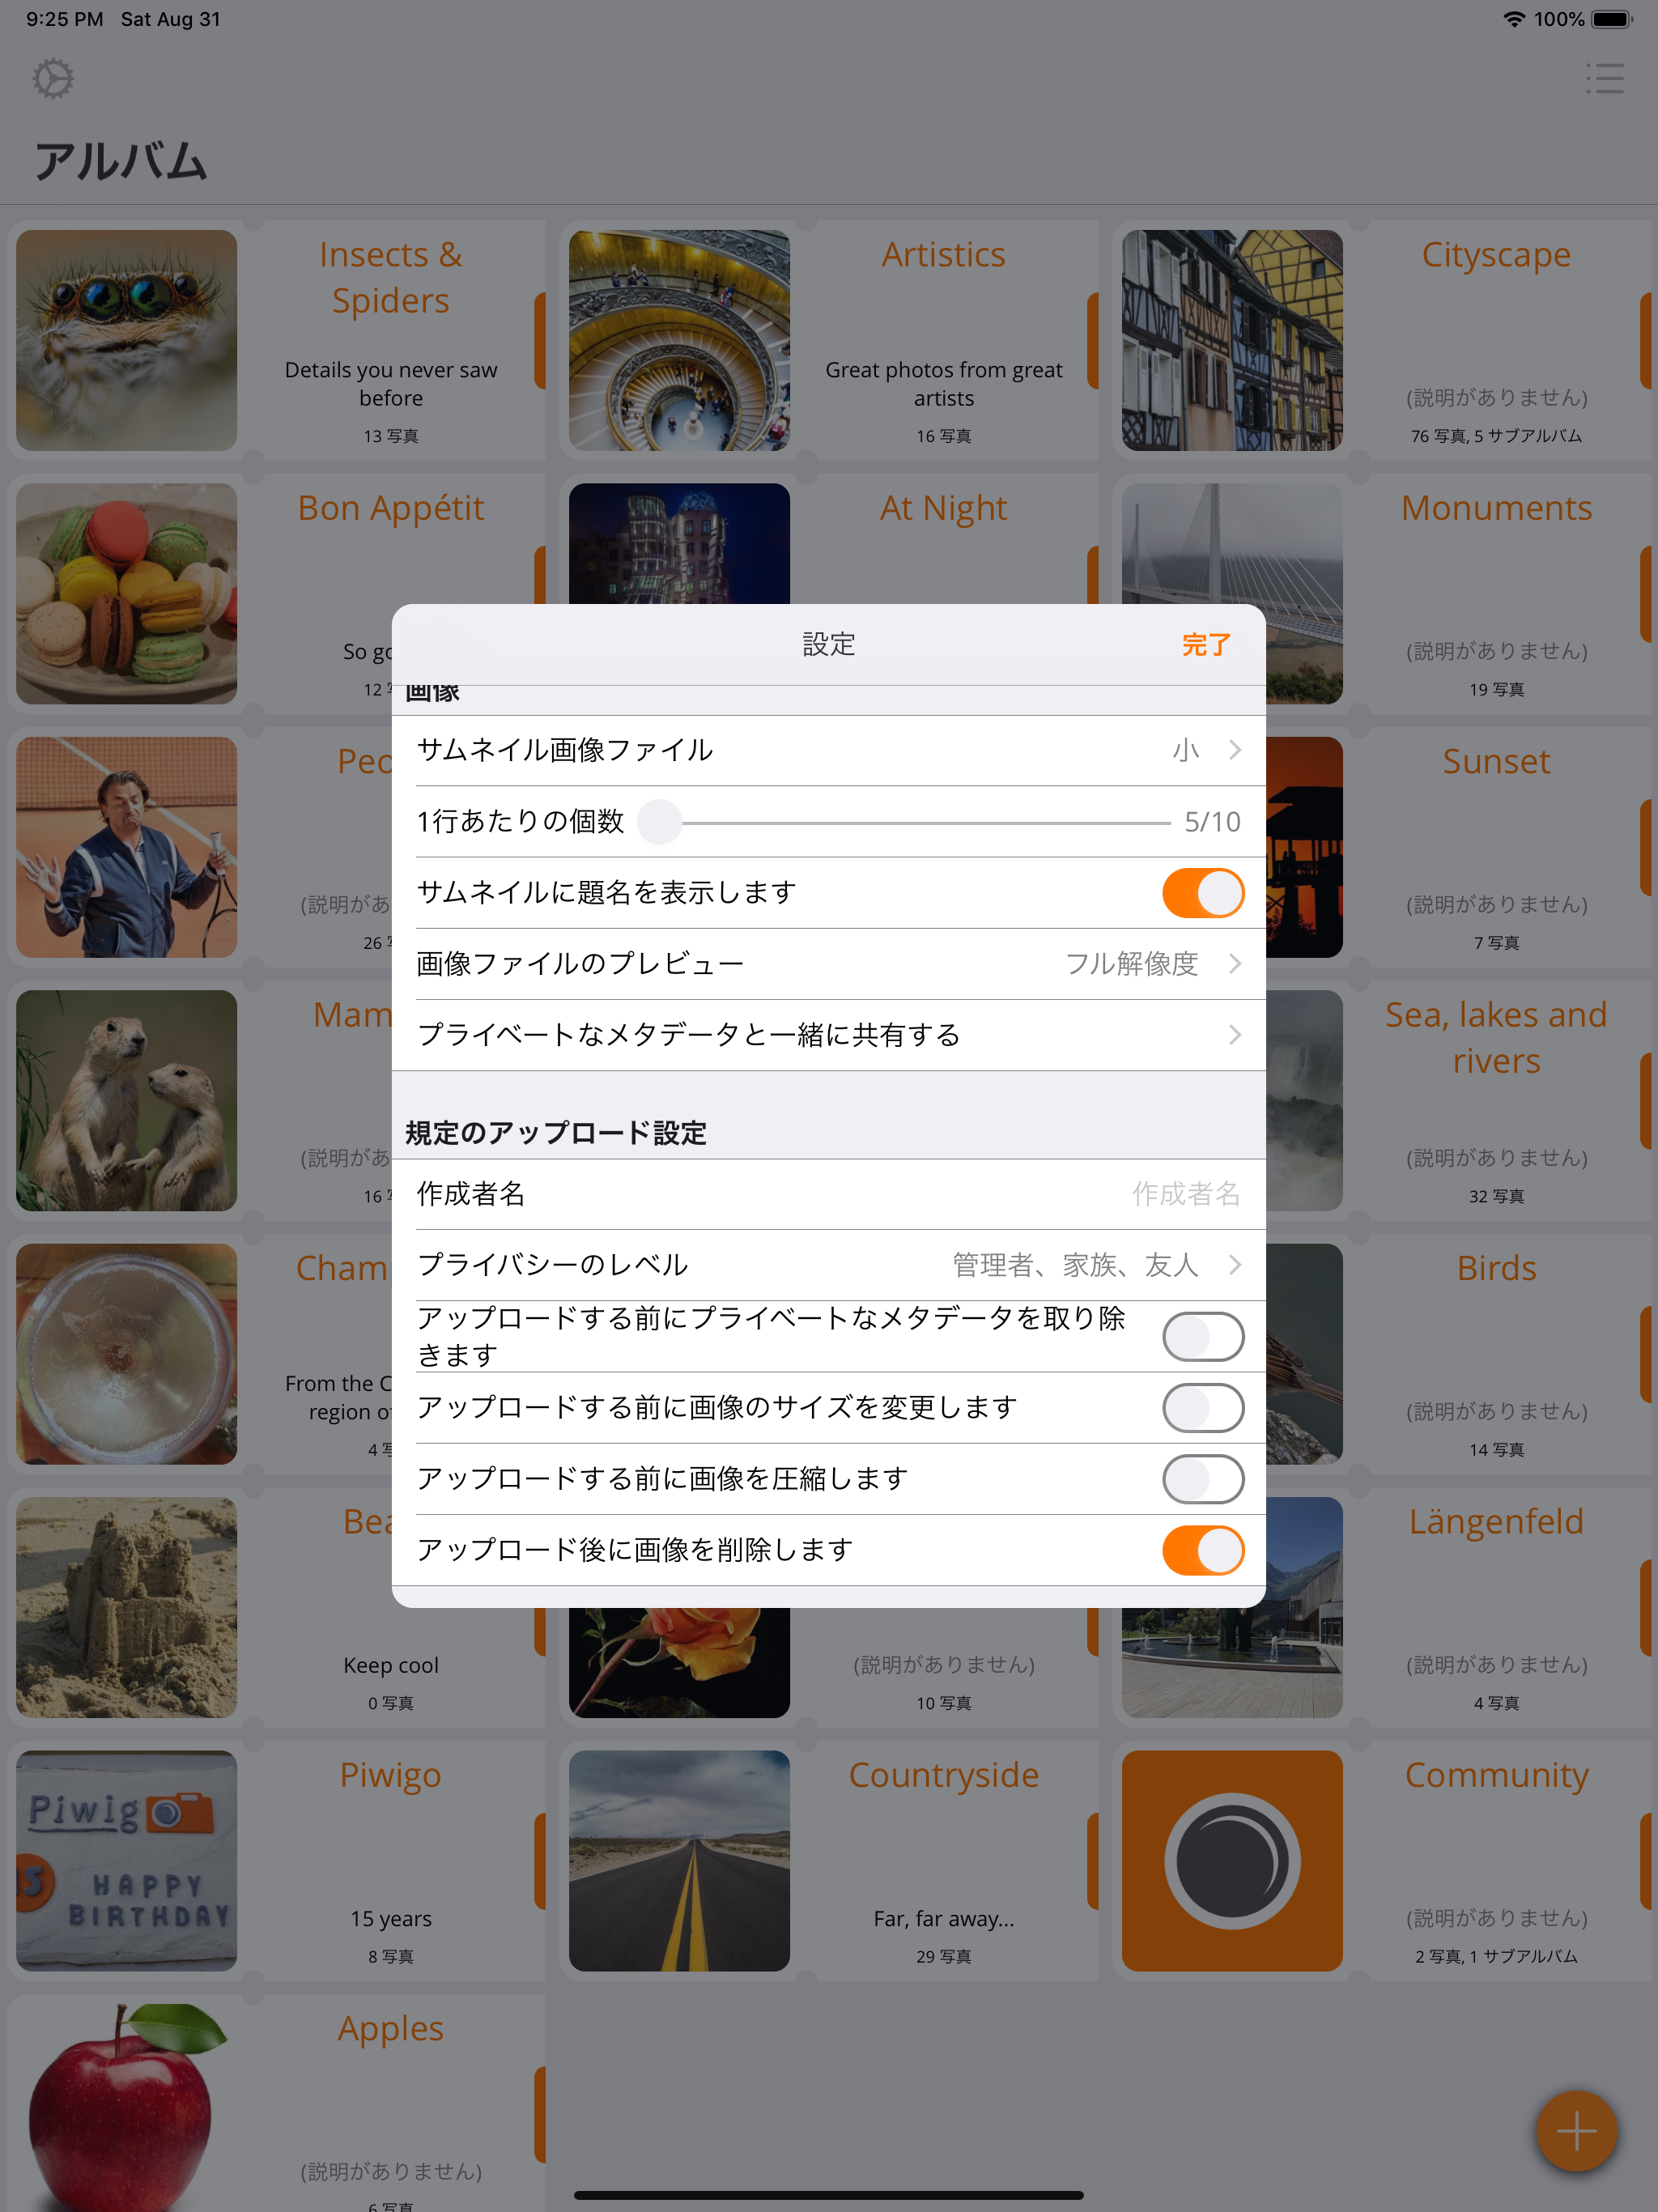 9:25 PM Sat Aug 31
100%
アルバム
Insects &
Spiders
Details you never saw
before
13 写真
Artistics
Great photos from great
artists
16 写真
Cityscape
(説明がありません)
76 写真, 5 サブアルバム
Bon Appétit
So go
12
At Night
Monuments
(説明がありません)
19 写真
設定
完了
画像
サムネイル画像ファイル
小
1行あたりの個数
5/10
サムネイルに題名を表示します
画像ファイルのプレビュー
フル解像度
プライベートなメタデータと一緒に共有する
規定のアップロード設定
作成者名
作成者名
プライバシーのレベル
管理者、家族、友人
アップロードする前にプライベートなメタデータを取り除
きます
アップロードする前に画像のサイズを変更します
アップロードする前に画像を圧縮します
アップロード後に画像を削除します
Peo
(説明があ
26
Sunset
(説明がありません)
7 写真
Mam
(説明があ
16
Sea, lakes and
rivers
(説明がありません)
32 写真
Cham
From the C
region of
4 写
Birds
(説明がありません)
14 写真
Bea
Keep cool
0 写真
(説明がありません)
10 写真
Längenfeld
(説明がありません)
4 写真
Piwig
15
HAPPY
BIRTHDAY
Piwigo
15 years
8 写真
Countryside
Far, far away...
29 写真
Community
(説明がありません)
2 写真, 1 サブアルバム
Apples
(説明がありません)
6 写真